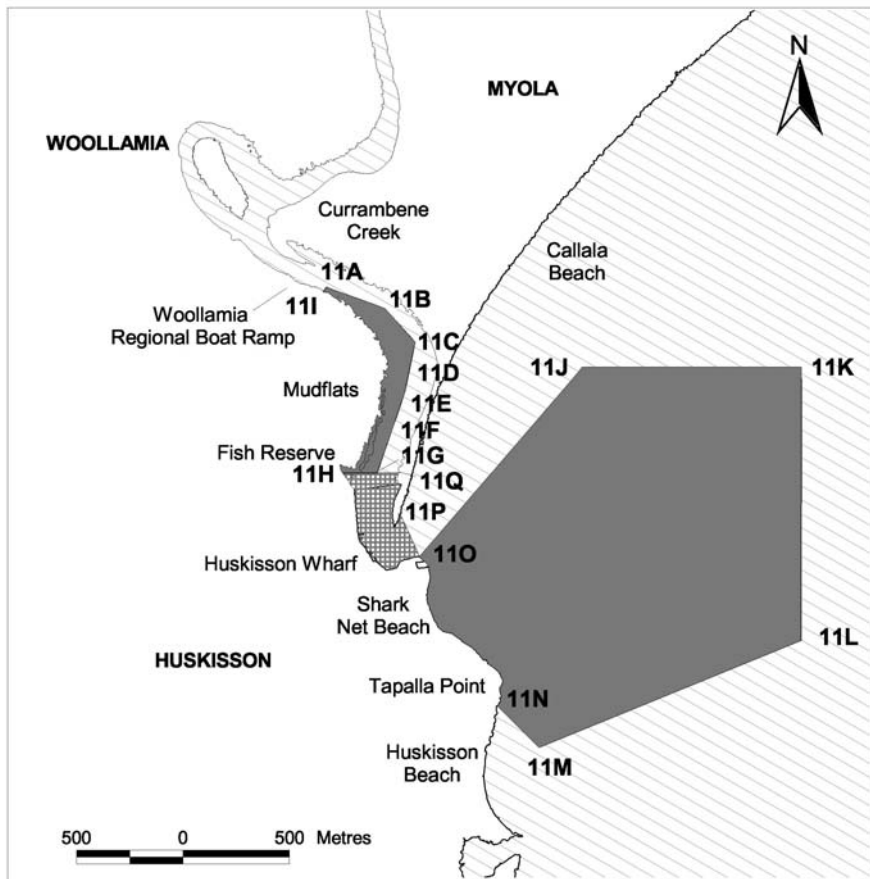 N
MYOLA
WOOLLAMIA
Currambene
Creek
Callala
Beach
11A
11I
11B
Woollamia
Regional Boat Ramp
11C
11D
11J
11K
Mudflats
11E
11F
Fish Reserve
11G
11H
11Q
11P
Huskisson Wharf
11O
Shark
Net Beach
11L
HUSKISSON
Tapalla Point
11N
Huskisson
Beach
11M
500 0 500 Metres